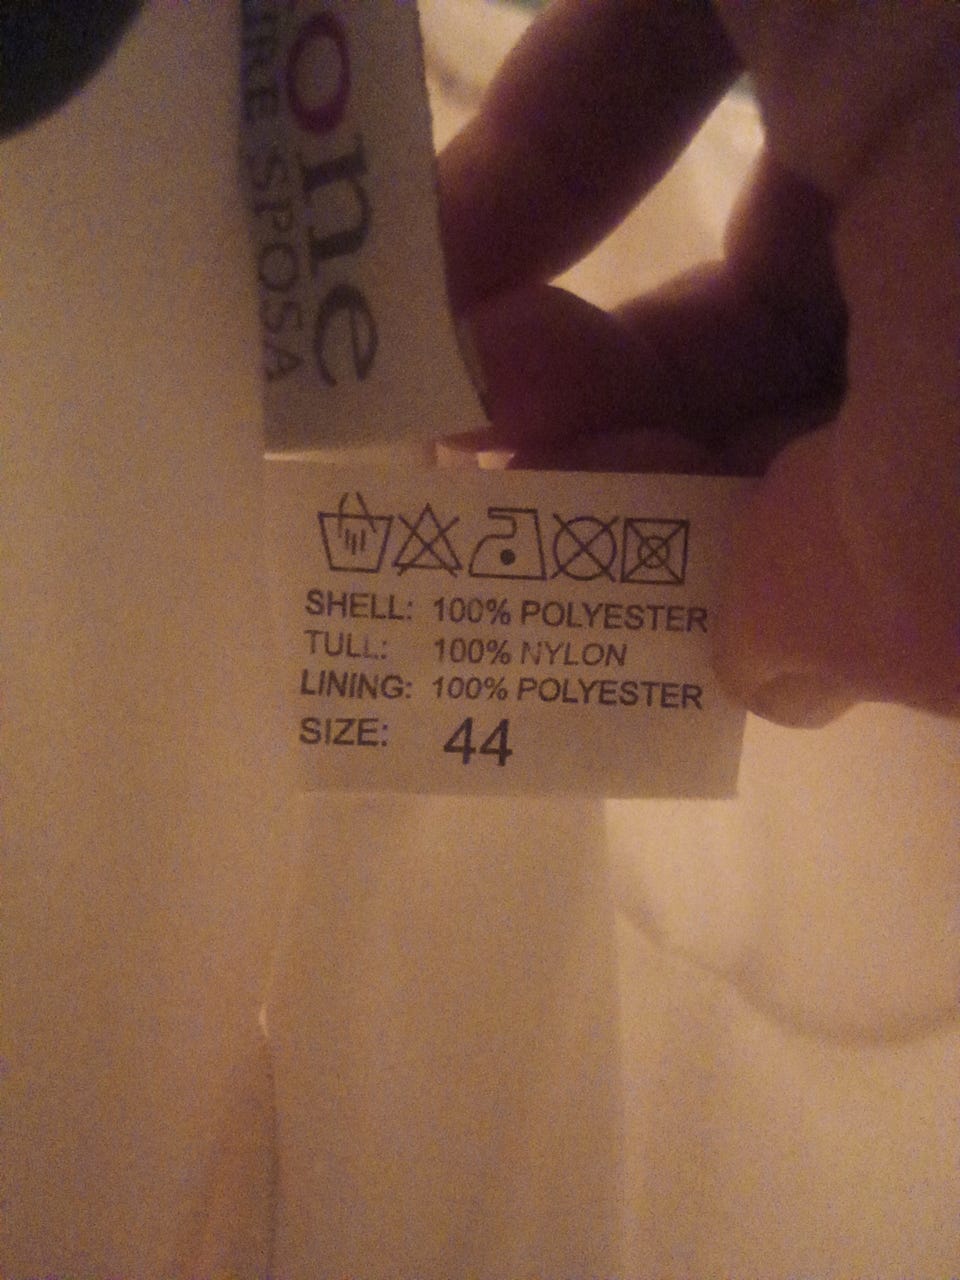 one
SPOSA
SHELL: 100% POLYESTER
TULL: 100% NYLON
LINING: 100% POLYESTER
SIZE: 44